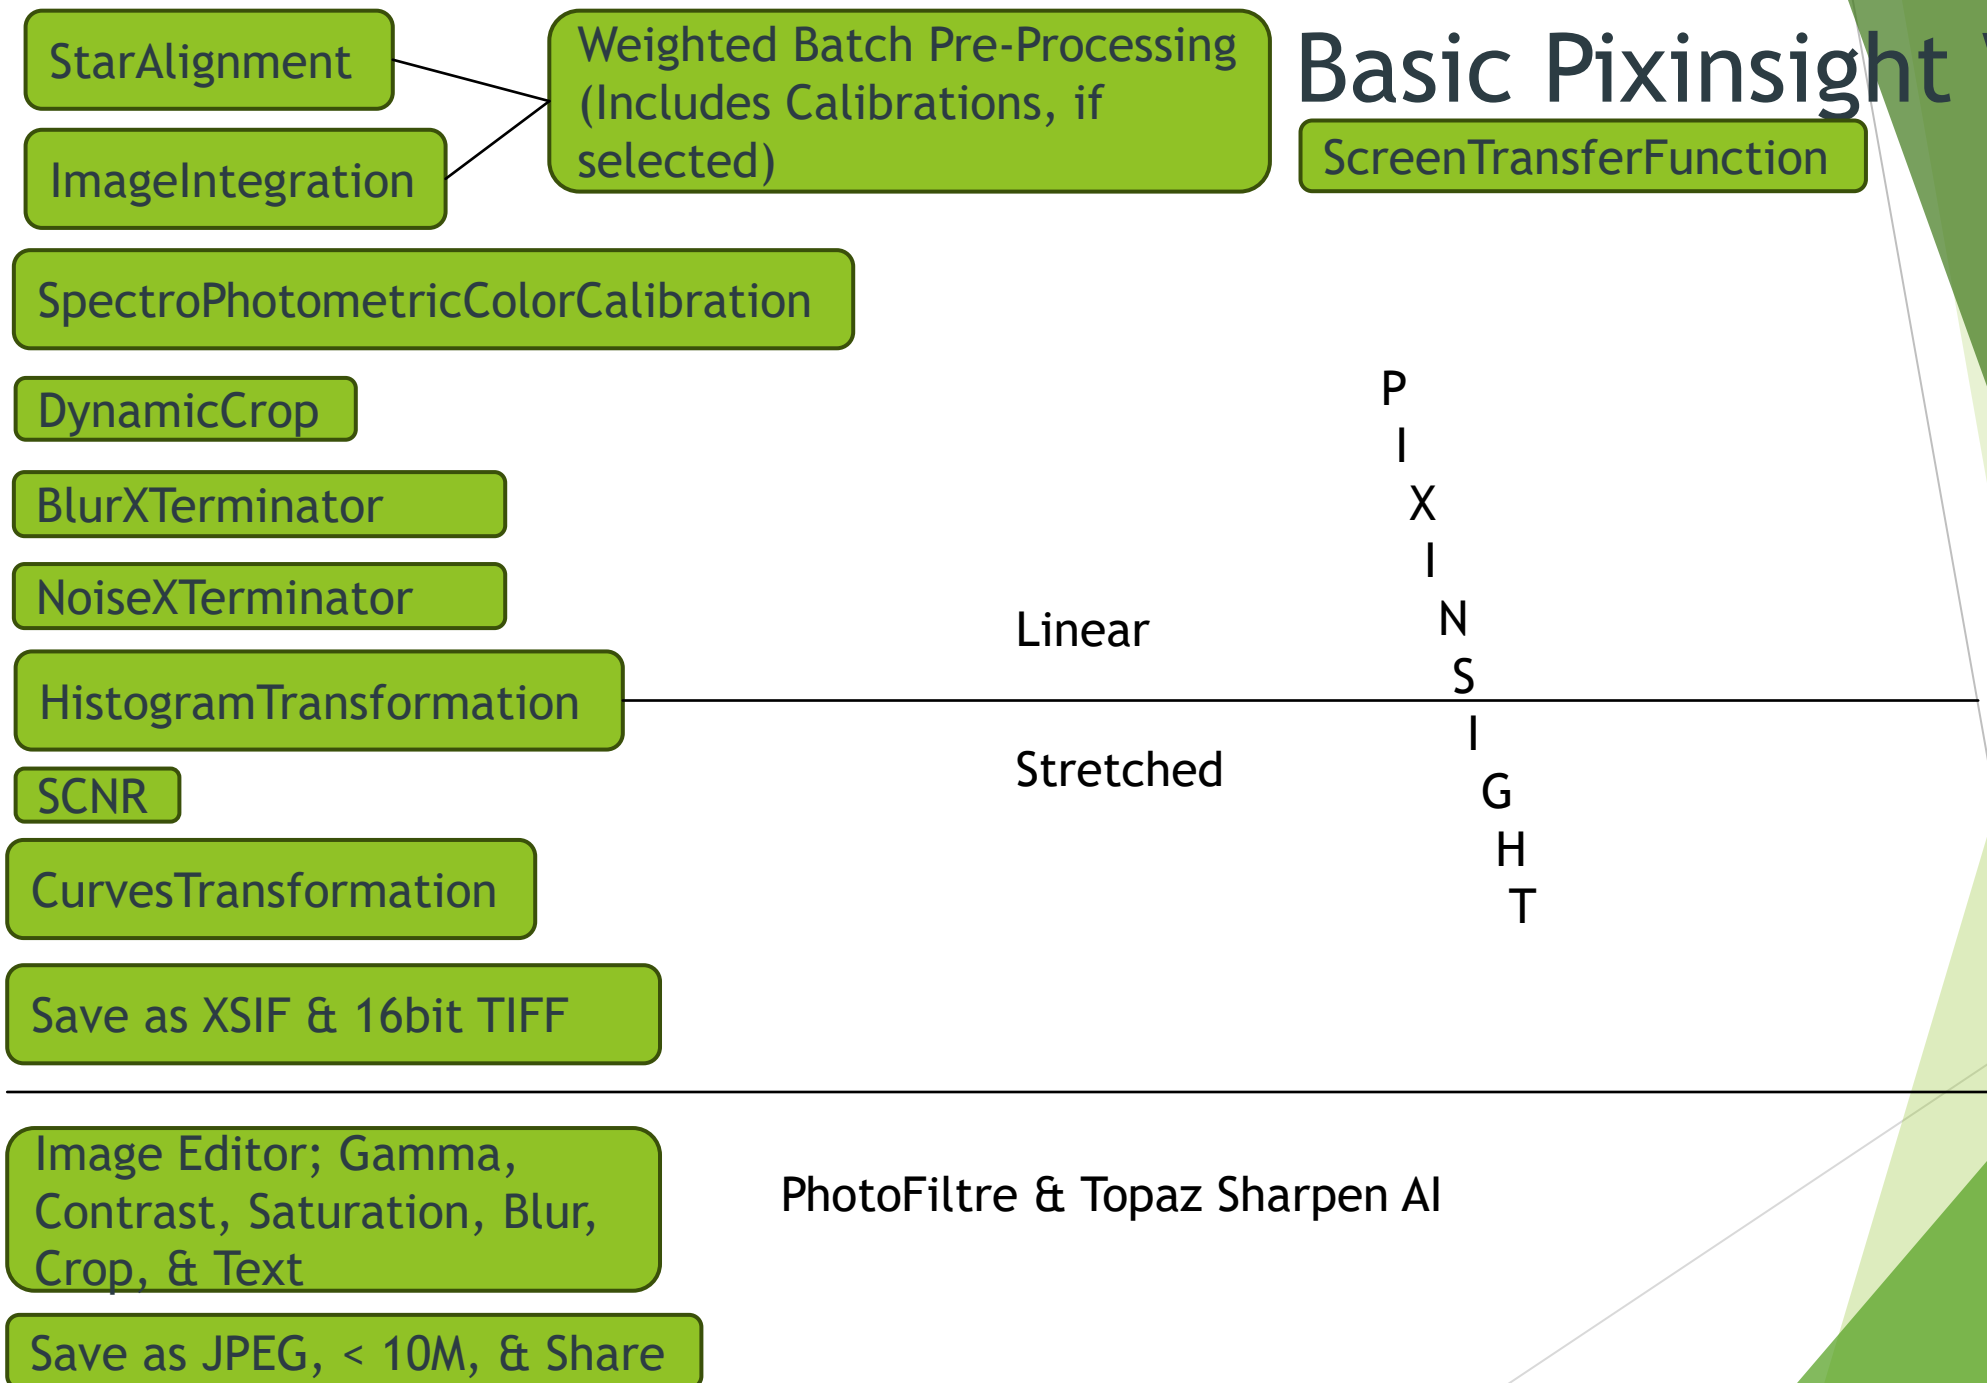 StarAlignment
Weighted Batch Pre-Processing
(Includes Calibrations, if
selected)
Basic Pixinsight
ScreenTransferFunction
ImageIntegration
SpectroPhotometricColorCalibration
DynamicCrop
BlurXTerminator
NoiseXTerminator
HistogramTransformation
SCNR
CurvesTransformation
Save as XSIF & 16bit TIFF
Linear
Stretched
P
I
X
I
N
S
I
G
H
T
Image Editor; Gamma,
Contrast, Saturation, Blur,
Crop, & Text
PhotoFiltre & Topaz Sharpen AI
Save as JPEG, < 10M, & Share